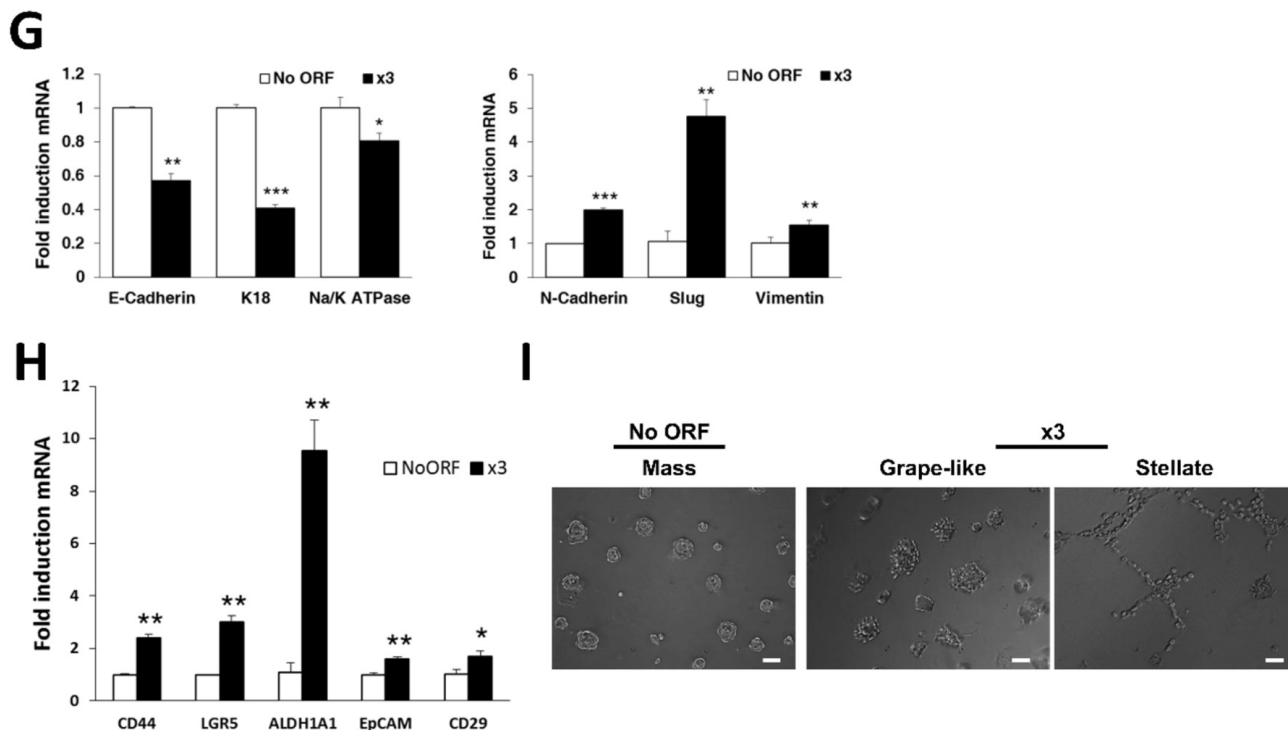 G
No ORF x3
Fold induction mRNA
1.2
1
0.8
0.6
0.4
0.2
0
**
***
*
E-Cadherin K18 Na/K ATPase
No ORF x3
Fold induction mRNA
6
5
4
3
2
1
0
***
**
**
N-Cadherin Slug Vimentin
H
Fold induction mRNA
12
10
8
6
4
2
0
NoORF x3
**
**
**
**
*
CD44 LGR5 ALDH1A1 EpCAM CD29
I
No ORF x3
Mass Grape-like Stellate